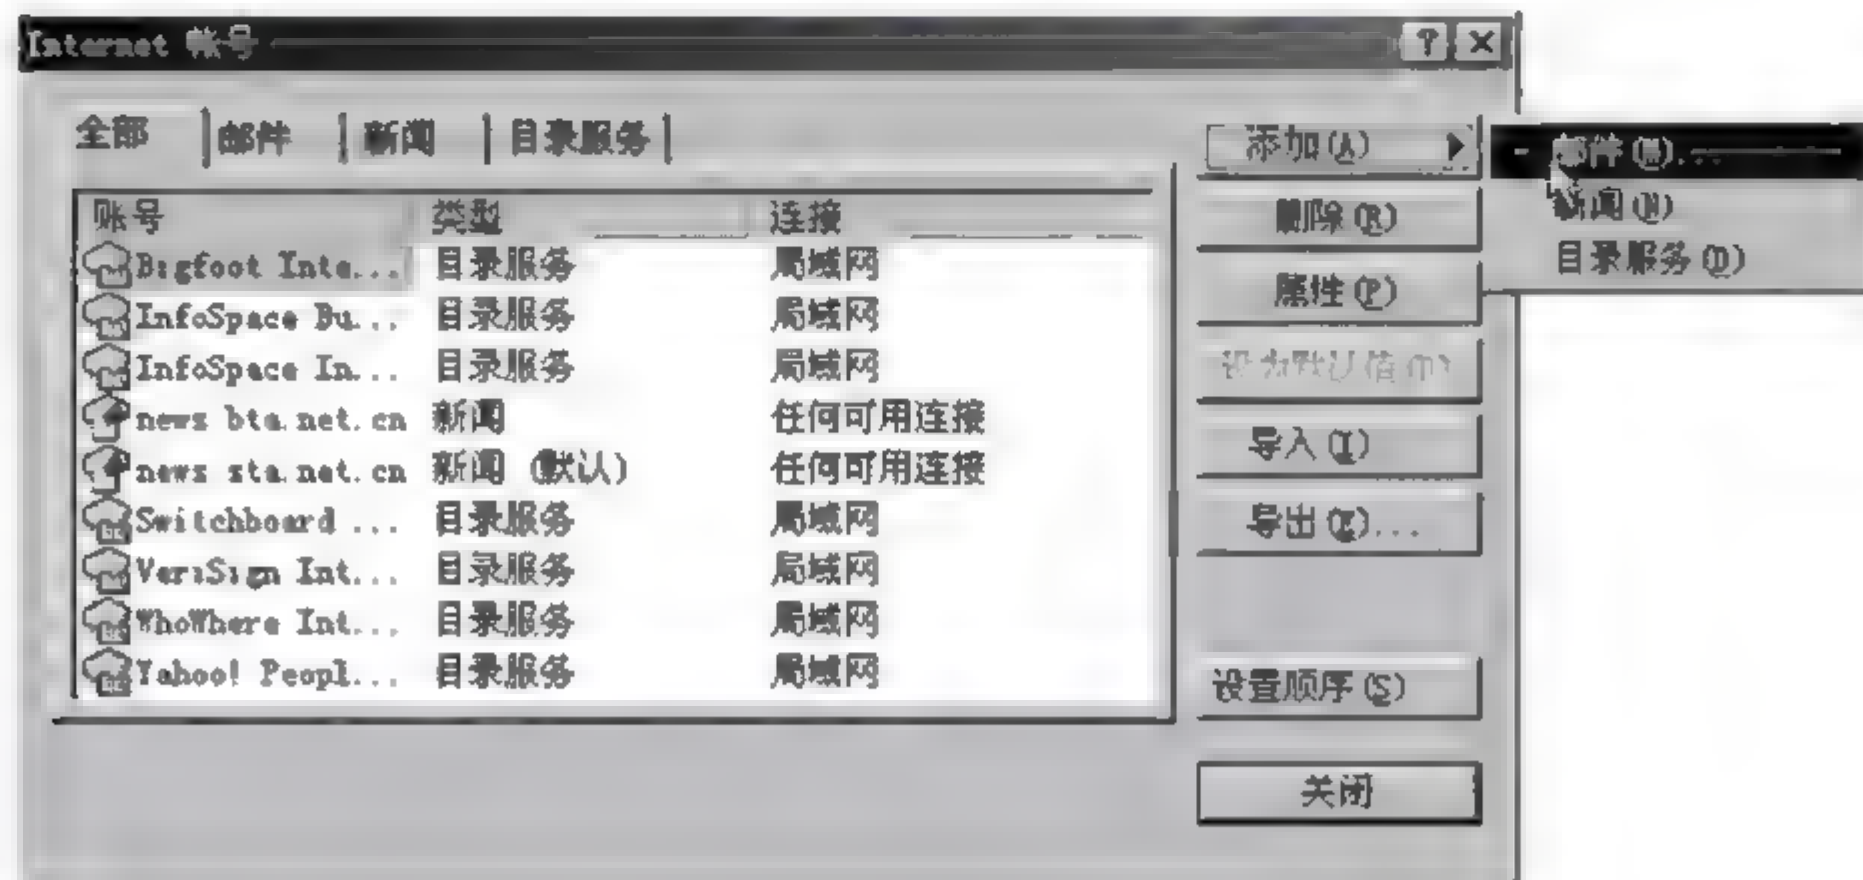 Internet 帐号
全部 邮件 新闻 目录服务
添加(A)
邮件(M)...
账号 类型 连接
删除(R)
新闻(N)
Bigfoot Inte... 目录服务 局域网
目录服务(D)
InfoSpace Bu... 目录服务 局域网
属性(P)
InfoSpace In... 目录服务 局域网
设为默认值(D)
news bta.net.cn 新闻 任何可用连接
导入(I)
news sta.net.cn 新闻 (默认) 任何可用连接
Switchboard ... 目录服务 局域网
导出(E)...
VeriSign Int... 目录服务 局域网
WhoWhere Int... 目录服务 局域网
Yahoo! Peopl... 目录服务 局域网
设置顺序(S)
关闭